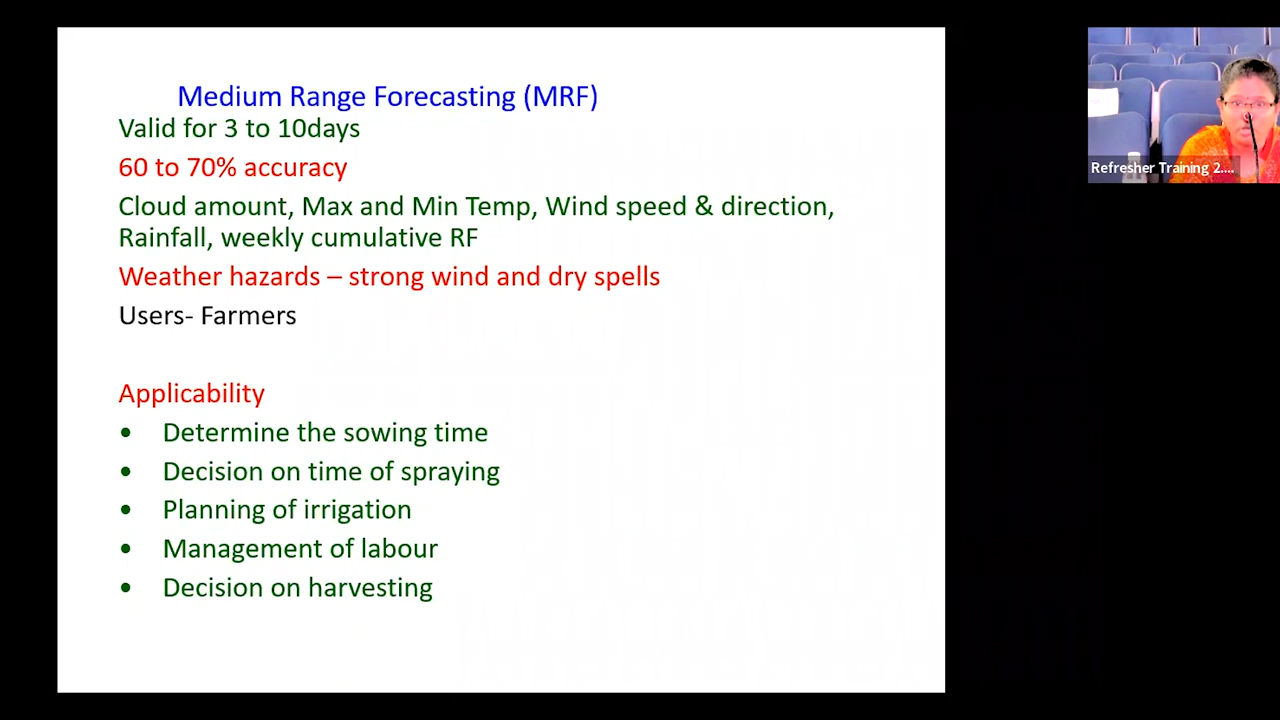 Medium Range Forecasting (MRF)
Valid for 3 to 10days
60 to 70% accuracy
Cloud amount, Max and Min Temp, Wind speed & direction,
Rainfall, weekly cumulative RF
Weather hazards – strong wind and dry spells
Users- Farmers
Applicability
• Determine the sowing time
• Decision on time of spraying
• Planning of irrigation
• Management of labour
• Decision on harvesting
Refresher Training 2....